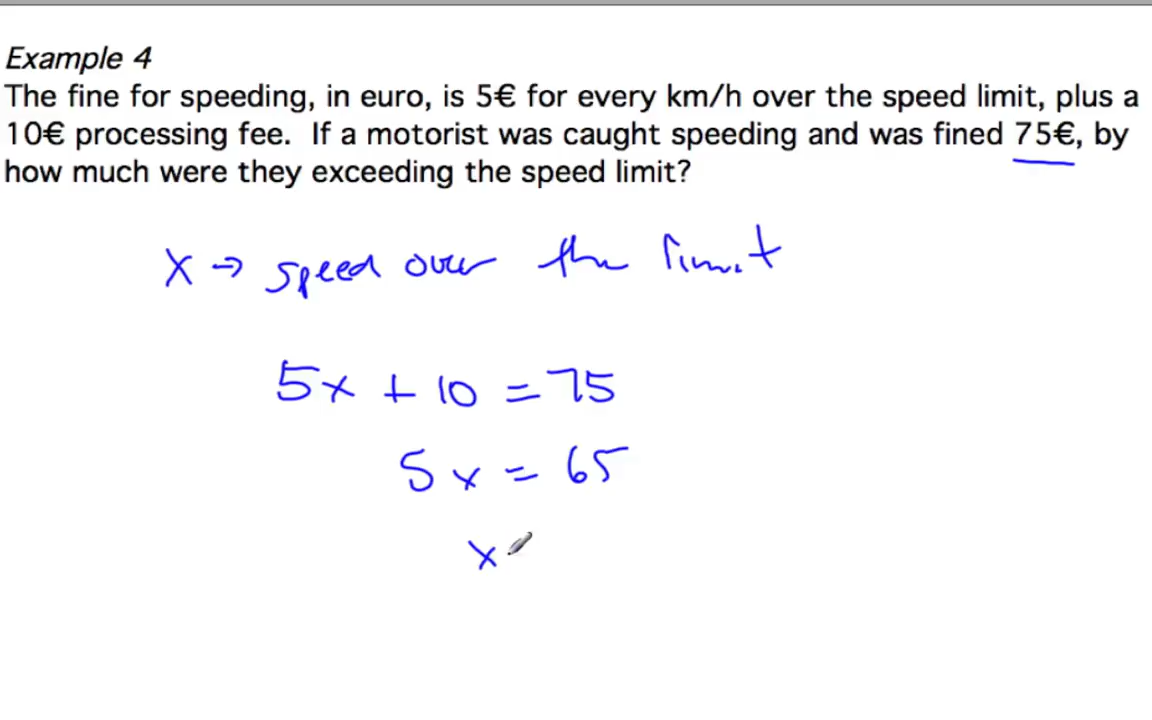 Example 4
The fine for speeding, in euro, is 5€ for every km/h over the speed limit, plus a
10€ processing fee. If a motorist was caught speeding and was fined 75€, by
how much were they exceeding the speed limit?
x → speed over the limit
5x + 10 = 75
5x = 65
x